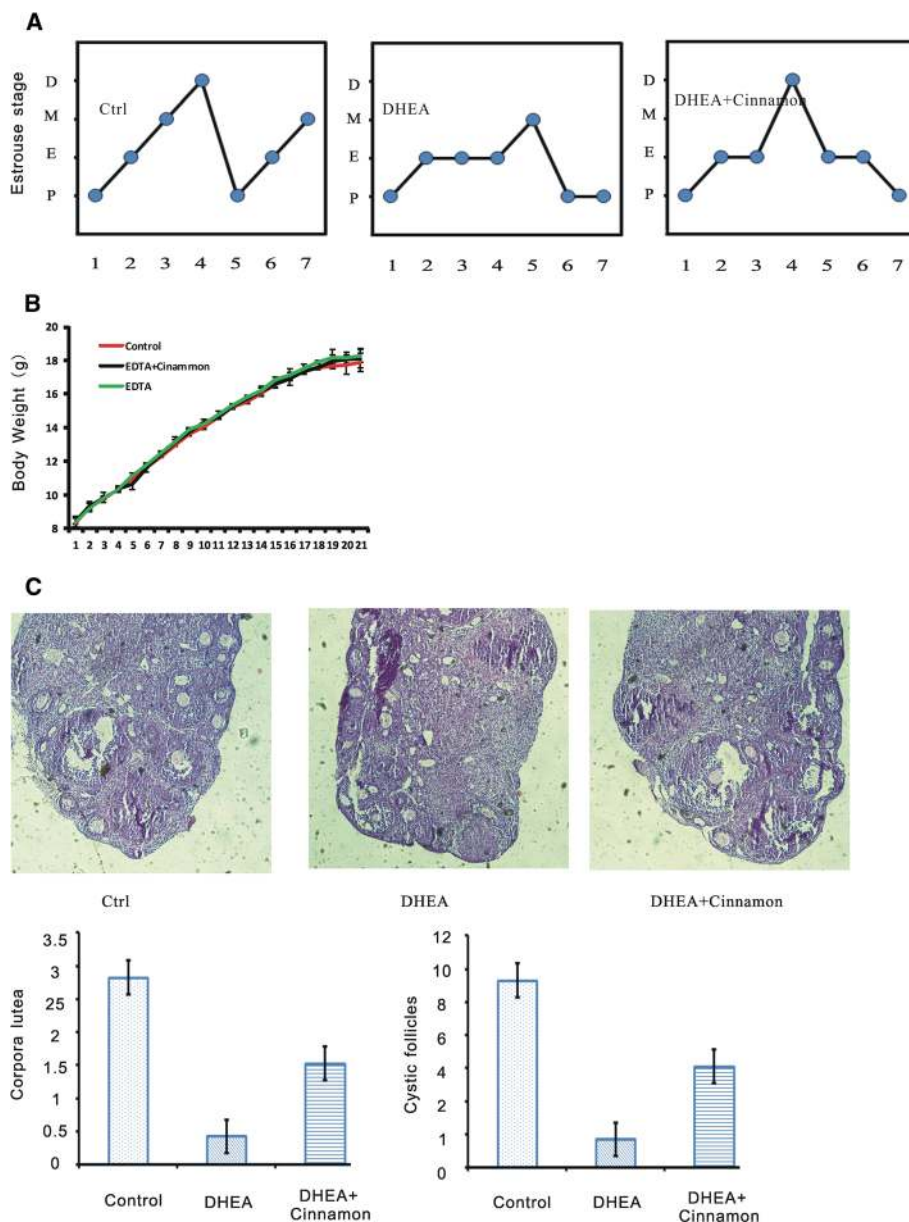 A
Estrouse stage
D
M
E
P
Ctrl
1 2 3 4 5 6 7
D
M
E
P
DHEA
1 2 3 4 5 6 7
D
M
E
P
DHEA+Cinnamon
1 2 3 4 5 6 7
B
Body Weight (g)
20
18
16
14
12
10
8
Control
EDTA+Cinammon
EDTA
1 2 3 4 5 6 7 8 9 10 11 12 13 14 15 16 17 18 19 20 21
C
Ctrl
DHEA
DHEA+Cinnamon
Corpora lutea
3.5
3
25
1.5
1
0.5
0
Control
DHEA
DHEA+
Cinnamon
Cystic follicles
12
10
8
6
4
2
1
0
Control
DHEA
DHEA+
Cinnamon